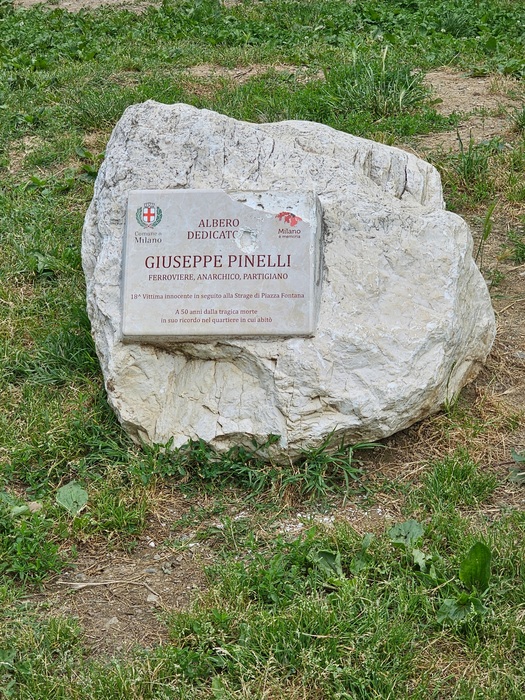 Comune di
Milano
ALBERO
DEDICATO
Milano
è memoria
GIUSEPPE PINELLI
FERROVIERE, ANARCHICO, PARTIGIANO
18^ Vittima innocente in seguito alla Strage di Piazza Fontana
A 50 anni dalla tragica morte
in suo ricordo nel quartiere in cui abitò